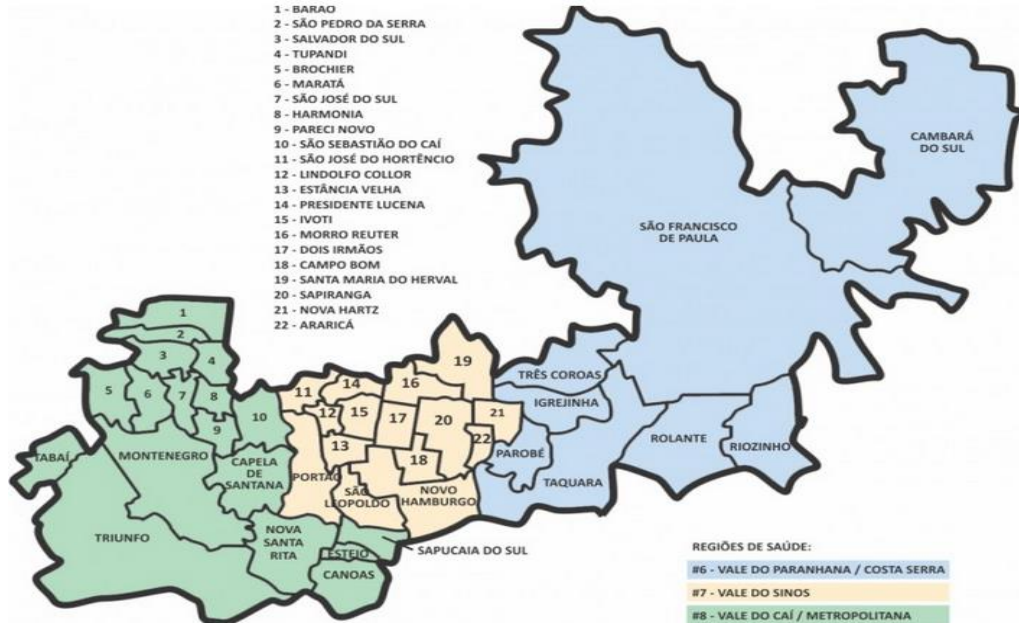 1 - BARAO
2 - SÃO PEDRO DA SERRA
3 - SALVADOR DO SUL
4 - TUPANDI
5 - BROCHIER
6 - MARATÁ
7 - SÃO JOSÉ DO SUL
8 - HARMONIA
9 - PARECI NOVO
10 - SÃO SEBASTIÃO DO CAÍ
11 - SÃO JOSÉ DO HORTÊNCIO
12 - LINDOLFO COLLOR
13 - ESTÂNCIA VELHA
14 - PRESIDENTE LUCENA
15 - IVOTI
16 - MORRO REUTER
17 - DOIS IRMÃOS
18 - CAMPO BOM
19 - SANTA MARIA DO HERVAL
20 - SAPIRANGA
21 - NOVA HARTZ
22 - ARARICÁ
CAMBARÁ
DO SUL
SÃO FRANCISCO
DE PAULA
1
2
3
4
5
6
7
8
9
10
11
12
13
14
15
16
17
18
19
20
21
22
TRÊS COROAS
IGREJINHA
PAROBÉ
TAQUARA
ROLANTE
RIOZINHO
TABAÍ
MONTENEGRO
CAPELA
DE
SANTANA
PORTÃO
SÃO
LEOPOLDO
NOVO
HAMBURGO
TRIUNFO
NOVA
SANTA
RITA
ESTEIO
CANOAS
SAPUCAIA DO SUL
REGIÕES DE SAÚDE:
#6 - VALE DO PARANHANA / COSTA SERRA
#7 - VALE DO SINOS
#8 - VALE DO CAÍ / METROPOLITANA